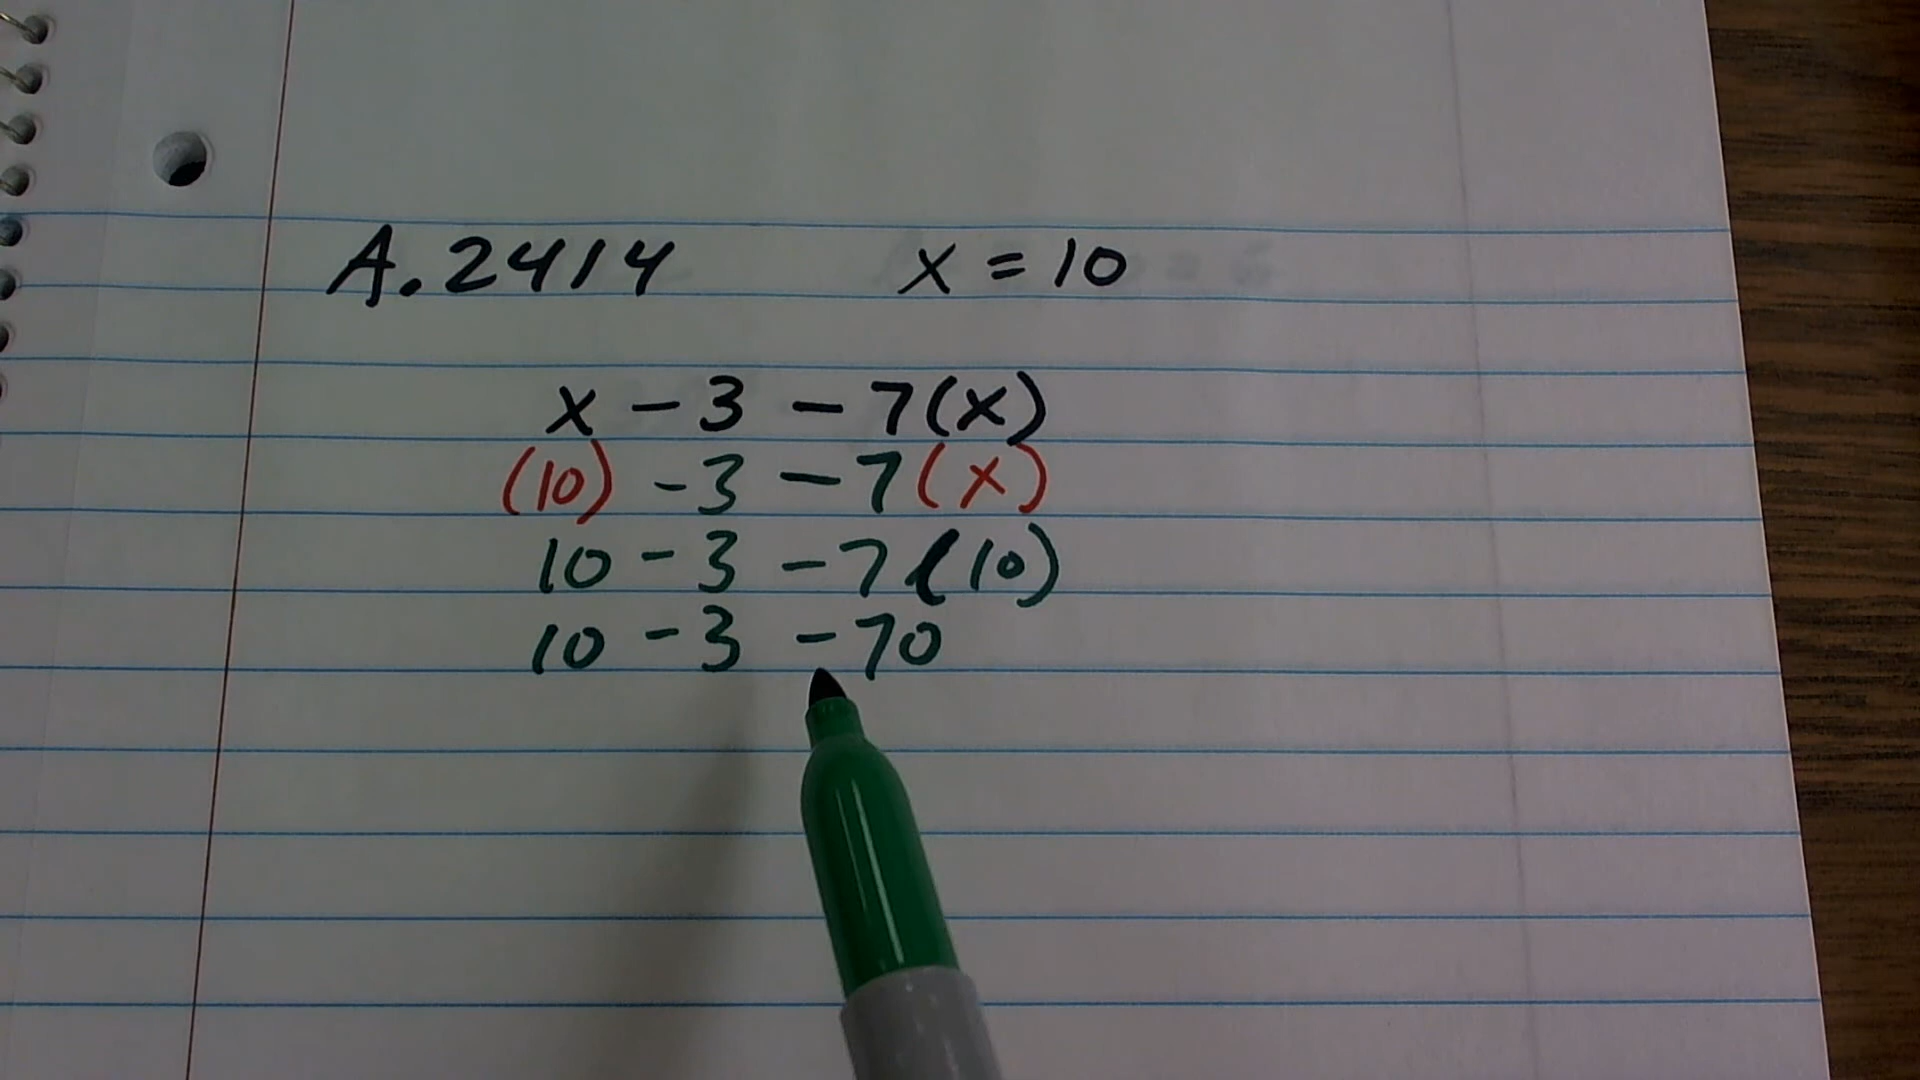 A.2414 x = 10
x - 3 - 7(x)
(10) - 3 - 7(x)
10 - 3 - 7(10)
10 - 3 - 70